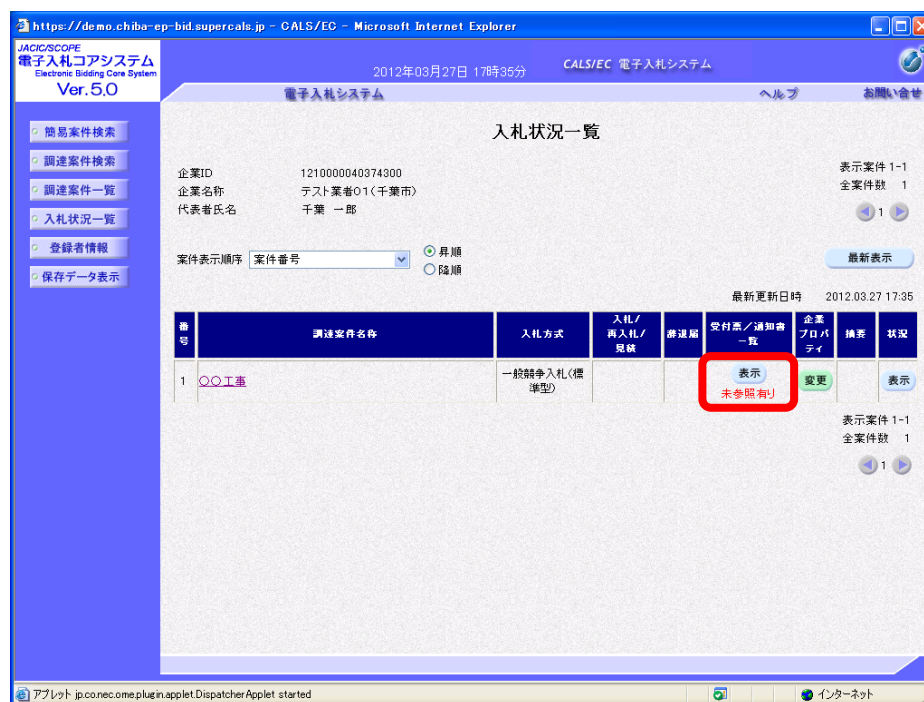 https://demo.chiba-ep-bid.supercals.jp - CALS/EC - Microsoft Internet Explorer
JACIC/SCOPE
電子入札コアシステム
Electronic Bidding Core System
Ver.5.0
2012年03月27日 17時35分
CALS/EC 電子入札システム
電子入札システム
ヘルプ
お問い合せ
簡易案件検索
調達案件検索
調達案件一覧
入札状況一覧
登録者情報
保存データ表示
入札状況一覧
企業ID 1210000040374300
企業名称 テスト業者01(千葉市)
代表者氏名 千葉 一郎
表示案件 1-1
全案件数 1
1
案件表示順序 案件番号
昇順
降順
最新表示
最新更新日時 2012.03.27 17:35
番号 調達案件名称 入札方式 入札/再入札/見積 辞退届 受付票/通知書一覧 企業プロパティ 摘要 状況
1 〇〇工事 一般競争入札(標準型) 表示 変更 表示
未参照有り
表示案件 1-1
全案件数 1
1
アプレット jp.co.nec.ome.plugin.applet.DispatcherApplet started
インターネット